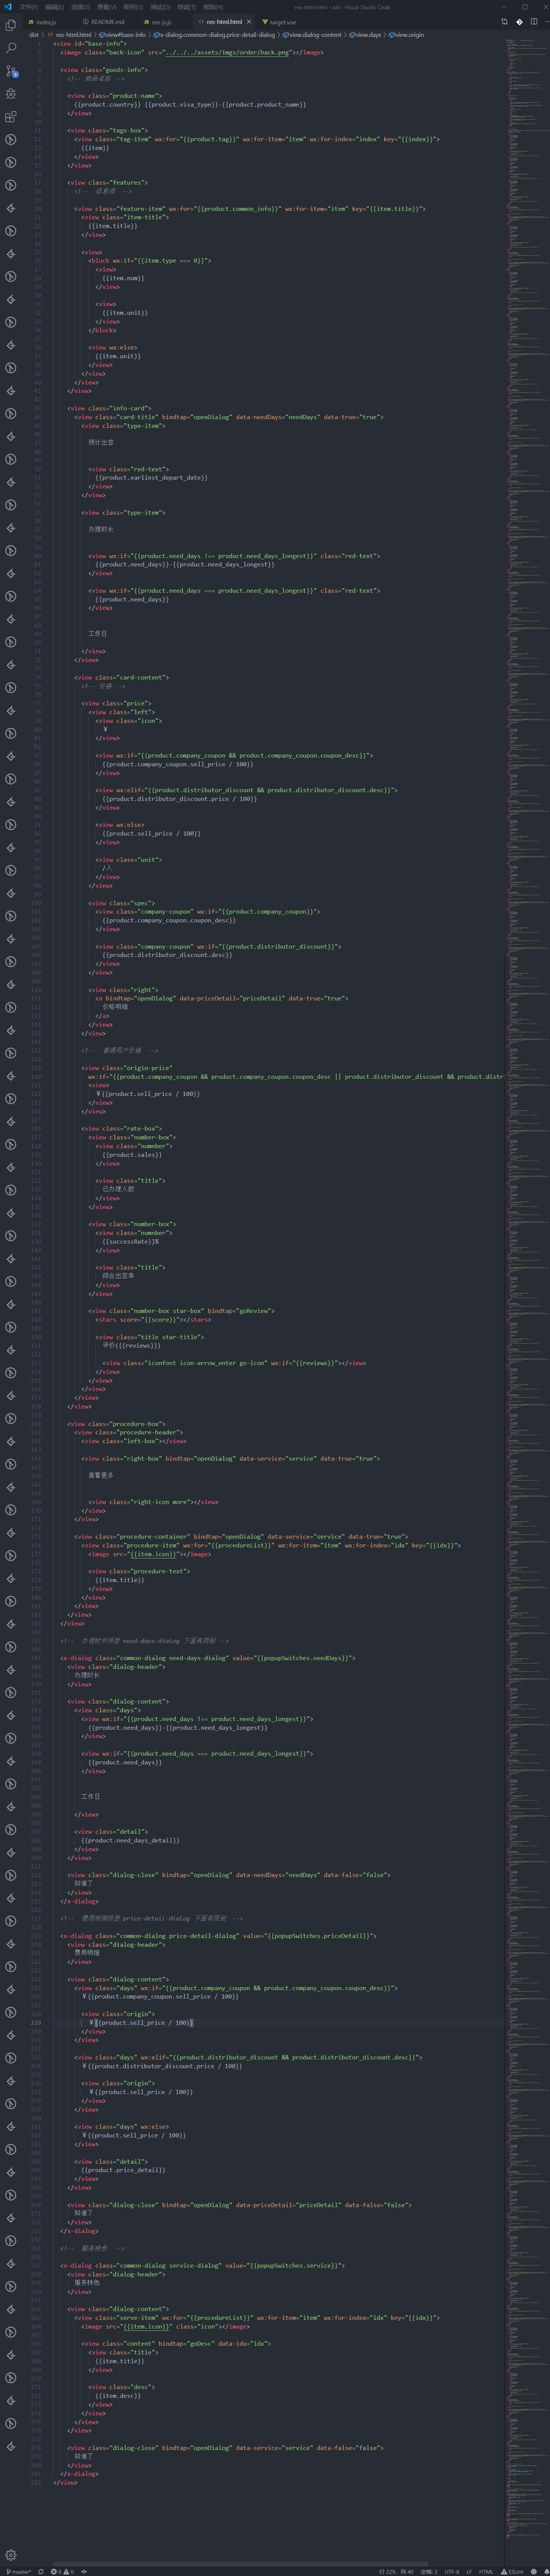 文件(F) 编辑(E) 选择(S) 查看(V) 转到(G) 调试(D) 终端(T) 帮助(H)
res-html.html - ast - Visual Studio Code
index.js README.md res-js.js res-html.html target.vue
dist > res-html.html > view#base-info > x-dialog.common-dialog.price-detail-dialog > view.dialog-content > view.days > view.origin
<view id="base-info">
<image class="back-icon" src="../../../assets/imgs/order/back.png"></image>
<view class="goods-info">
<!-- 商品名称 -->
<view class="product-name">
{{product.country}} {{product.visa_type}}-{{product.product_name}}
</view>
<view class="tags-box">
<view class="tag-item" wx:for="{{product.tag}}" wx:for-item="item" wx:for-index="index" key="{{index}}">
{{item}}
</view>
</view>
<view class="features">
<!-- 信息项 -->
<view class="feature-item" wx:for="{{product.common_info}}" wx:for-item="item" key="{{item.title}}">
<view class="item-title">
{{item.title}}
</view>
<view>
<block wx:if="{{item.type === 0}}">
<view>
{{item.num}}
</view>
<view>
{{item.unit}}
</view>
</block>
<view wx:else>
{{item.unit}}
</view>
</view>
</view>
</view>
<view class="info-card">
<view class="card-title" bindtap="openDialog" data-needDays="needDays" data-true="true">
<view class="type-item">
预计出签
<view class="red-text">
{{product.earliest_depart_date}}
</view>
</view>
<view class="type-item">
办理时长
<view wx:if="{{product.need_days !== product.need_days_longest}}" class="red-text">
{{product.need_days}}-{{product.need_days_longest}}
</view>
<view wx:if="{{product.need_days === product.need_days_longest}}" class="red-text">
{{product.need_days}}
</view>
工作日
</view>
</view>
<view class="card-content">
<!-- 价格 -->
<view class="price">
<view class="left">
<view class="icon">
¥
</view>
<view wx:if="{{product.company_coupon && product.company_coupon.coupon_desc}}">
{{product.company_coupon.sell_price / 100}}
</view>
<view wx:elif="{{product.distributor_discount && product.distributor_discount.desc}}">
{{product.distributor_discount.price / 100}}
</view>
<view wx:else>
{{product.sell_price / 100}}
</view>
<view class="unit">
/人
</view>
</view>
<view class="spec">
<view class="company-coupon" wx:if="{{product.company_coupon}}">
{{product.company_coupon.coupon_desc}}
</view>
<view class="company-coupon" wx:if="{{product.distributor_discount}}">
{{product.distributor_discount.desc}}
</view>
</view>
<view class="right">
<a bindtap="openDialog" data-priceDetail="priceDetail" data-true="true">
价格明细
</a>
</view>
</view>
<!-- 普通用户价格 -->
<view class="origin-price"
wx:if="{{product.company_coupon && product.company_coupon.coupon_desc || product.distributor_discount && product.distr
<view>
¥{{product.sell_price / 100}}
</view>
</view>
<view class="rate-box">
<view class="number-box">
<view class="numnber">
{{product.sales}}
</view>
<view class="title">
已办理人数
</view>
</view>
<view class="number-box">
<view class="numnber">
{{successRate}}%
</view>
<view class="title">
综合出签率
</view>
</view>
<view class="number-box star-box" bindtap="goReview">
<stars score="{{score}}"></stars>
<view class="title star-title">
评价({{reviews}})
<view class="iconfont icon-arrow_enter go-icon" wx:if="{{reviews}}"></view>
</view>
</view>
</view>
</view>
</view>
<view class="procedure-box">
<view class="procedure-header">
<view class="left-box"></view>
<view class="right-box" bindtap="openDialog" data-service="service" data-true="true">
查看更多
<view class="right-icon more"></view>
</view>
</view>
<view class="procedure-container" bindtap="openDialog" data-service="service" data-true="true">
<view class="procedure-item" wx:for="{{procedureList}}" wx:for-item="item" wx:for-index="idx" key="{{idx}}">
<image src="{{item.icon}}"></image>
<view class="procedure-text">
{{item.title}}
</view>
</view>
</view>
</view>
</view>
<!-- 办理时长浮层 need-days-dialog 下面有用到 -->
<x-dialog class="common-dialog need-days-dialog" value="{{popupSwitches.needDays}}">
<view class="dialog-header">
办理时长
</view>
<view class="dialog-content">
<view class="days">
<view wx:if="{{product.need_days !== product.need_days_longest}}">
{{product.need_days}}-{{product.need_days_longest}}
</view>
<view wx:if="{{product.need_days === product.need_days_longest}}">
{{product.need_days}}
</view>
工作日
</view>
<view class="detail">
{{product.need_days_detail}}
</view>
</view>
<view class="dialog-close" bindtap="openDialog" data-needDays="needDays" data-false="false">
知道了
</view>
</x-dialog>
<!-- 费用明细浮层 price-detail-dialog 下面有用到 -->
<x-dialog class="common-dialog price-detail-dialog" value="{{popupSwitches.priceDetail}}">
<view class="dialog-header">
费用明细
</view>
<view class="dialog-content">
<view class="days" wx:if="{{product.company_coupon && product.company_coupon.coupon_desc}}">
¥{{product.company_coupon.sell_price / 100}}
<view class="origin">
229 ¥{{product.sell_price / 100}}
</view>
</view>
<view class="days" wx:elif="{{product.distributor_discount && product.distributor_discount.desc}}">
¥{{product.distributor_discount.price / 100}}
<view class="origin">
¥{{product.sell_price / 100}}
</view>
</view>
<view class="days" wx:else>
¥{{product.sell_price / 100}}
</view>
<view class="detail">
{{product.price_detail}}
</view>
</view>
<view class="dialog-close" bindtap="openDialog" data-priceDetail="priceDetail" data-false="false">
知道了
</view>
</x-dialog>
<!-- 服务特色 -->
<x-dialog class="common-dialog service-dialog" value="{{popupSwitches.service}}">
<view class="dialog-header">
服务特色
</view>
<view class="dialog-content">
<view class="serve-item" wx:for="{{procedureList}}" wx:for-item="item" wx:for-index="idx" key="{{idx}}">
<image src="{{item.icon}}" class="icon"></image>
<view class="content" bindtap="goDesc" data-idx="idx">
<view class="title">
{{item.title}}
</view>
<view class="desc">
{{item.desc}}
</view>
</view>
</view>
</view>
<view class="dialog-close" bindtap="openDialog" data-service="service" data-false="false">
知道了
</view>
</x-dialog>
</view>
master* 0 0 行 229，列 40 空格: 2 UTF-8 LF HTML ESLint